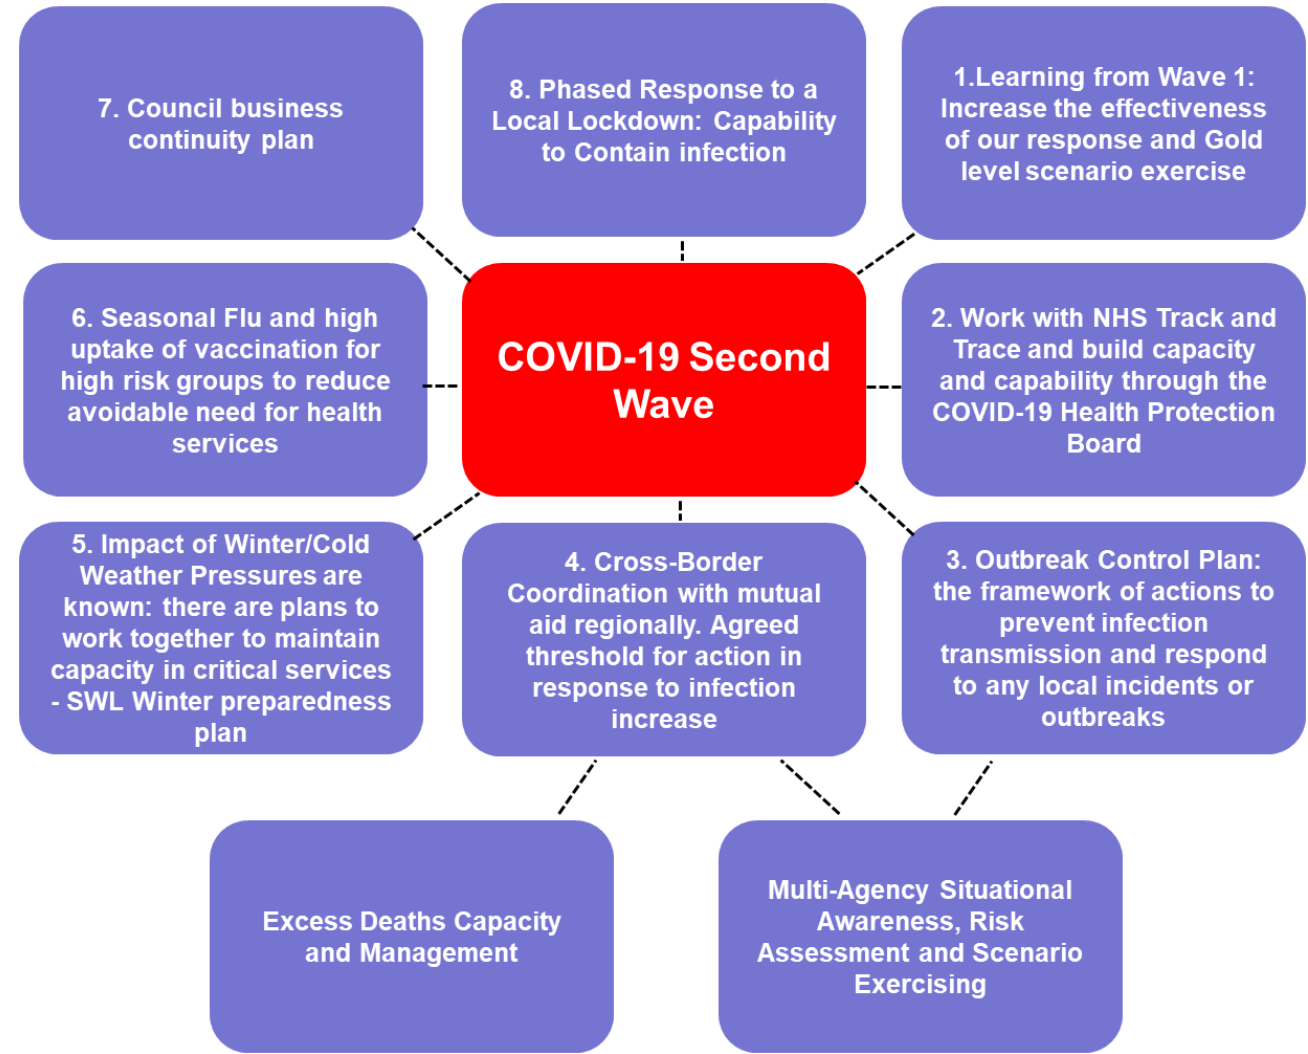 7. Council business
continuity plan
8. Phased Response to a
Local Lockdown: Capability
to Contain infection
1.Learning from Wave 1:
Increase the effectiveness
of our response and Gold
level scenario exercise
6. Seasonal Flu and high
uptake of vaccination for
high risk groups to reduce
avoidable need for health
services
COVID-19 Second
Wave
2. Work with NHS Track and
Trace and build capacity
and capability through the
COVID-19 Health Protection
Board
5. Impact of Winter/Cold
Weather Pressures are
known: there are plans to
work together to maintain
capacity in critical services
- SWL Winter preparedness
plan
4. Cross-Border
Coordination with mutual
aid regionally. Agreed
threshold for action in
response to infection
increase
3. Outbreak Control Plan:
the framework of actions to
prevent infection
transmission and respond
to any local incidents or
outbreaks
Excess Deaths Capacity
and Management
Multi-Agency Situational
Awareness, Risk
Assessment and Scenario
Exercising